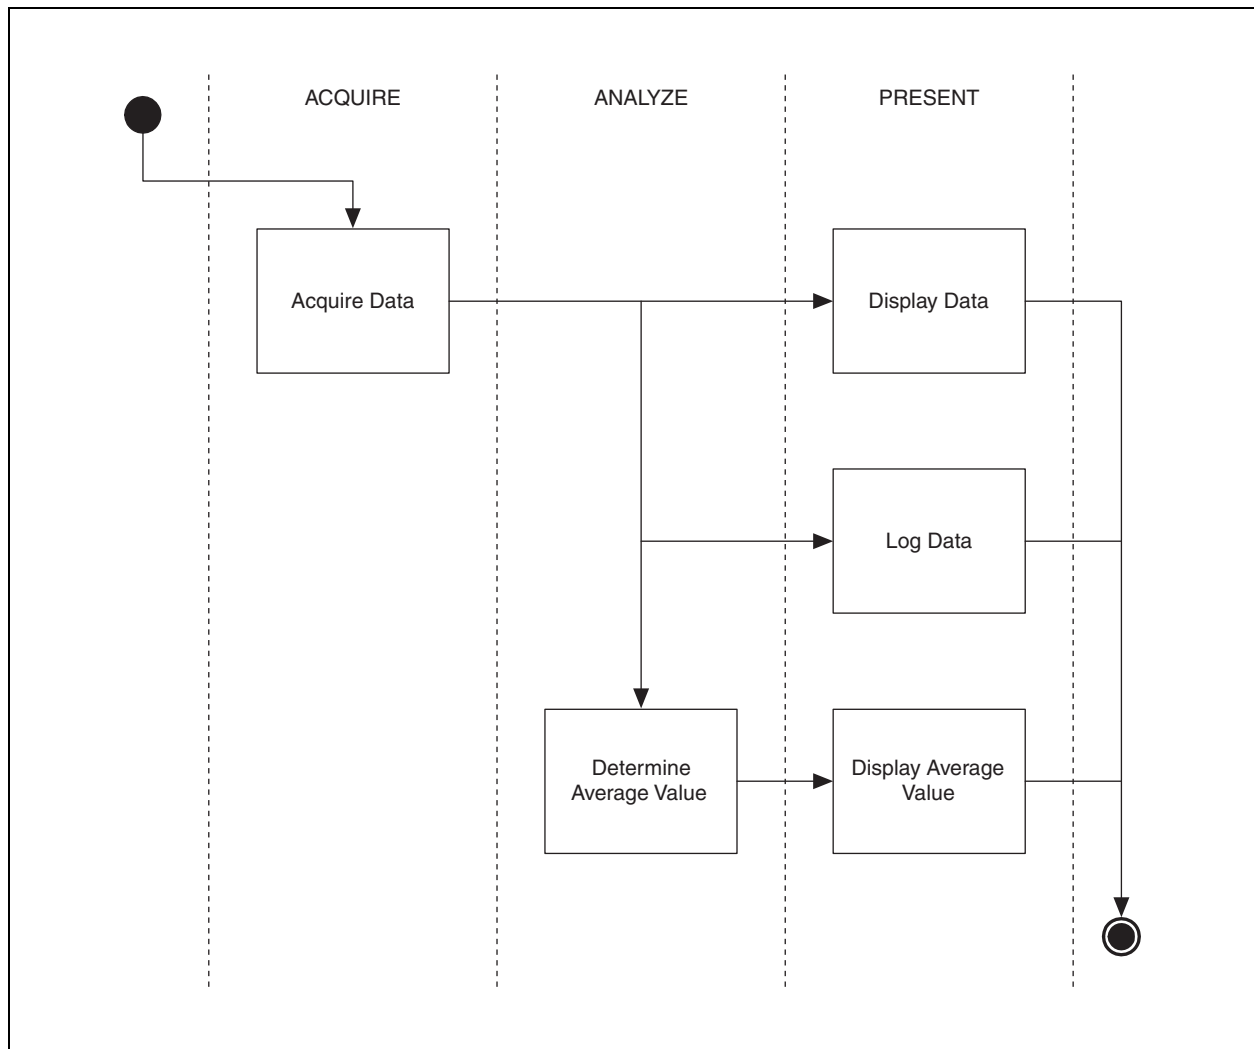 ACQUIRE
ANALYZE
PRESENT
Acquire Data
Display Data
Log Data
Determine
Average Value
Display Average
Value